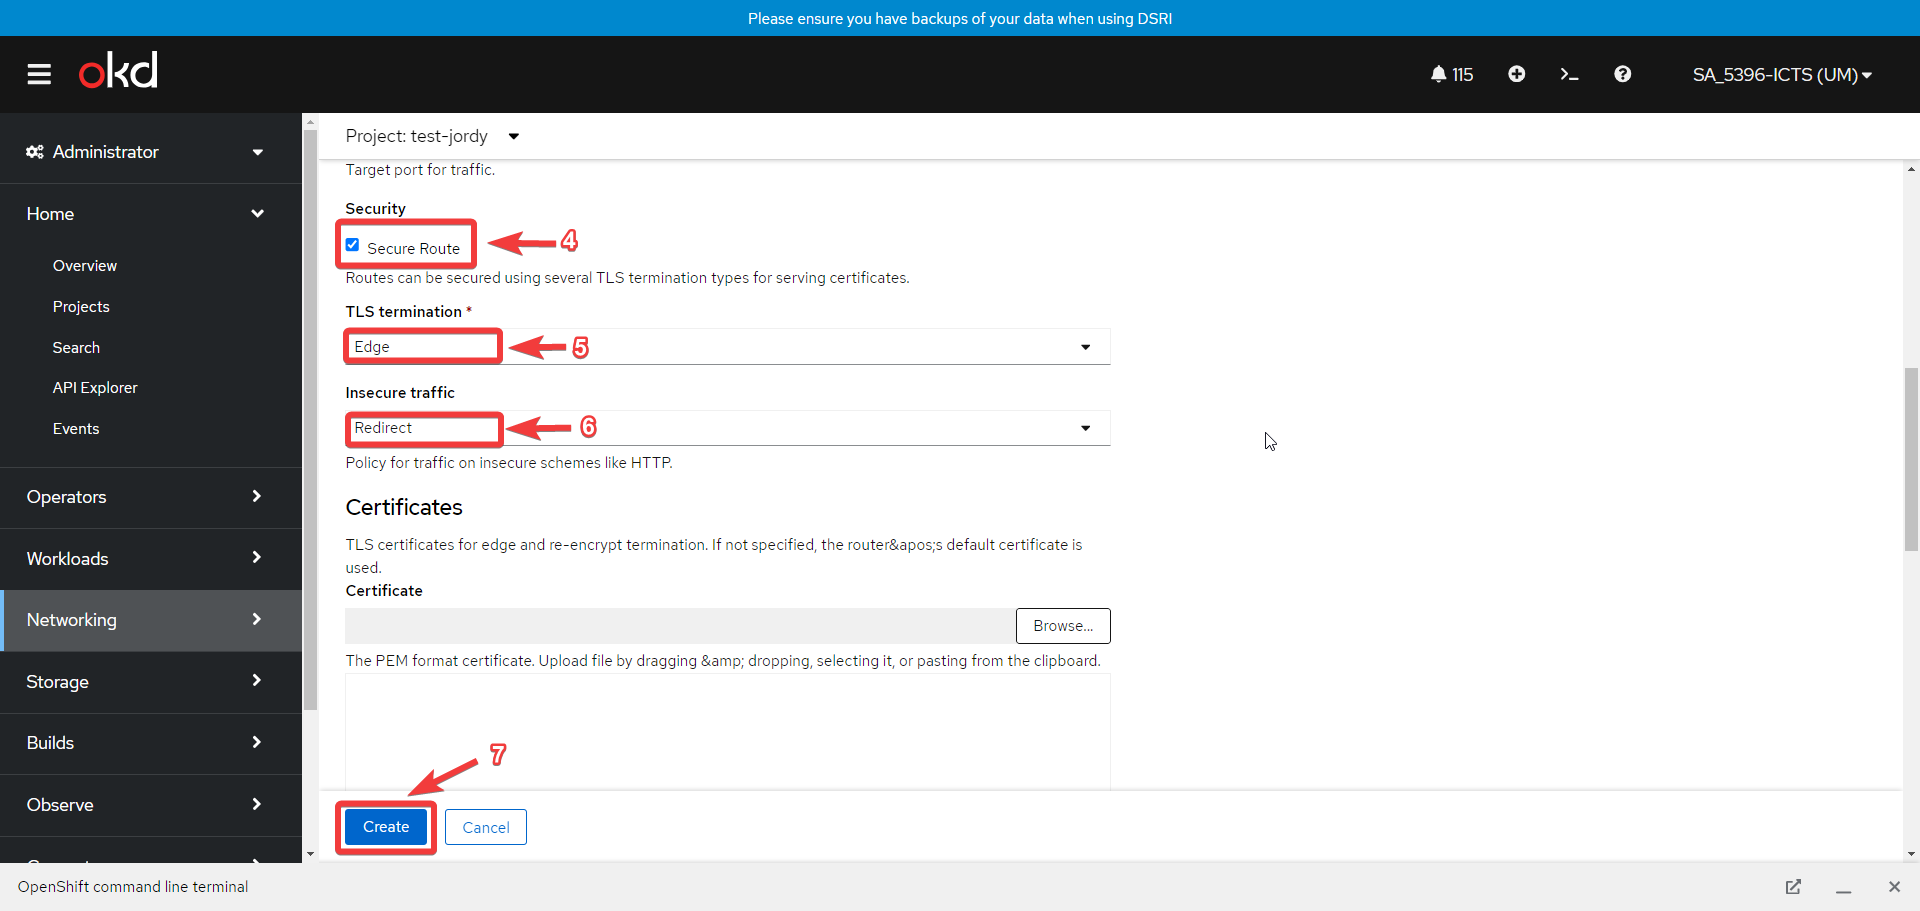 Please ensure you have backups of your data when using DSRI
okd
115
SA_5396-ICTS (UM)
Administrator
Home
Overview
Projects
Search
API Explorer
Events
Operators
Workloads
Networking
Storage
Builds
Observe
Project: test-jordy
Target port for traffic.
Security
Secure Route
4
Routes can be secured using several TLS termination types for serving certificates.
TLS termination *
Edge
5
Insecure traffic
Redirect
6
Policy for traffic on insecure schemes like HTTP.
Certificates
TLS certificates for edge and re-encrypt termination. If not specified, the router&apos;s default certificate is
used.
Certificate
Browse...
The PEM format certificate. Upload file by dragging &amp; dropping, selecting it, or pasting from the clipboard.
7
Create
Cancel
OpenShift command line terminal